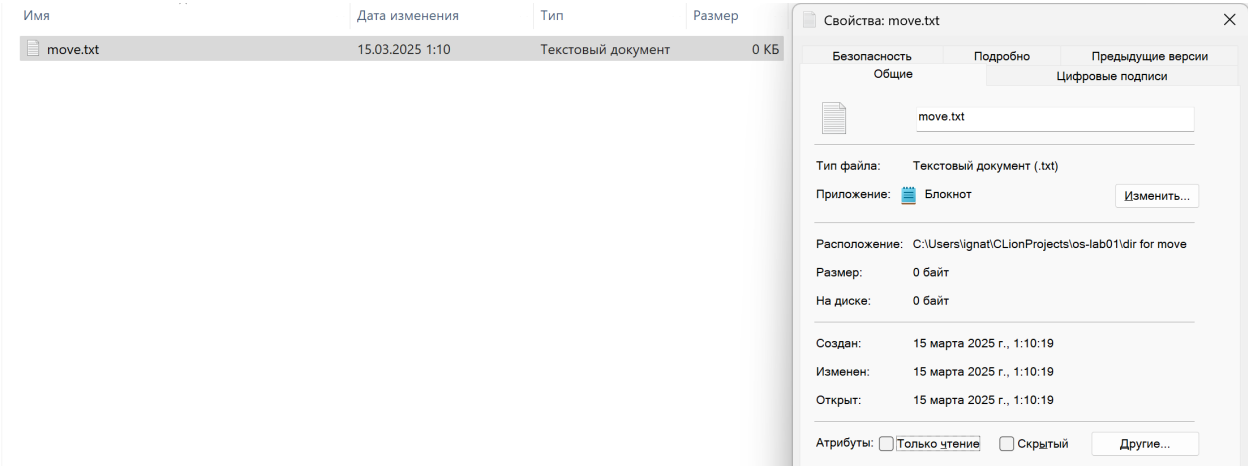 Имя Дата изменения Тип Размер
move.txt 15.03.2025 1:10 Текстовый документ 0 КБ
Свойства: move.txt
Безопасность Подробно Предыдущие версии
Общие Цифровые подписи
move.txt
Тип файла: Текстовый документ (.txt)
Приложение: Блокнот Изменить...
Расположение: C:\Users\ignat\CLionProjects\os-lab01\dir for move
Размер: 0 байт
На диске: 0 байт
Создан: 15 марта 2025 г., 1:10:19
Изменен: 15 марта 2025 г., 1:10:19
Открыт: 15 марта 2025 г., 1:10:19
Атрибуты: Только чтение Скрытый Другие...